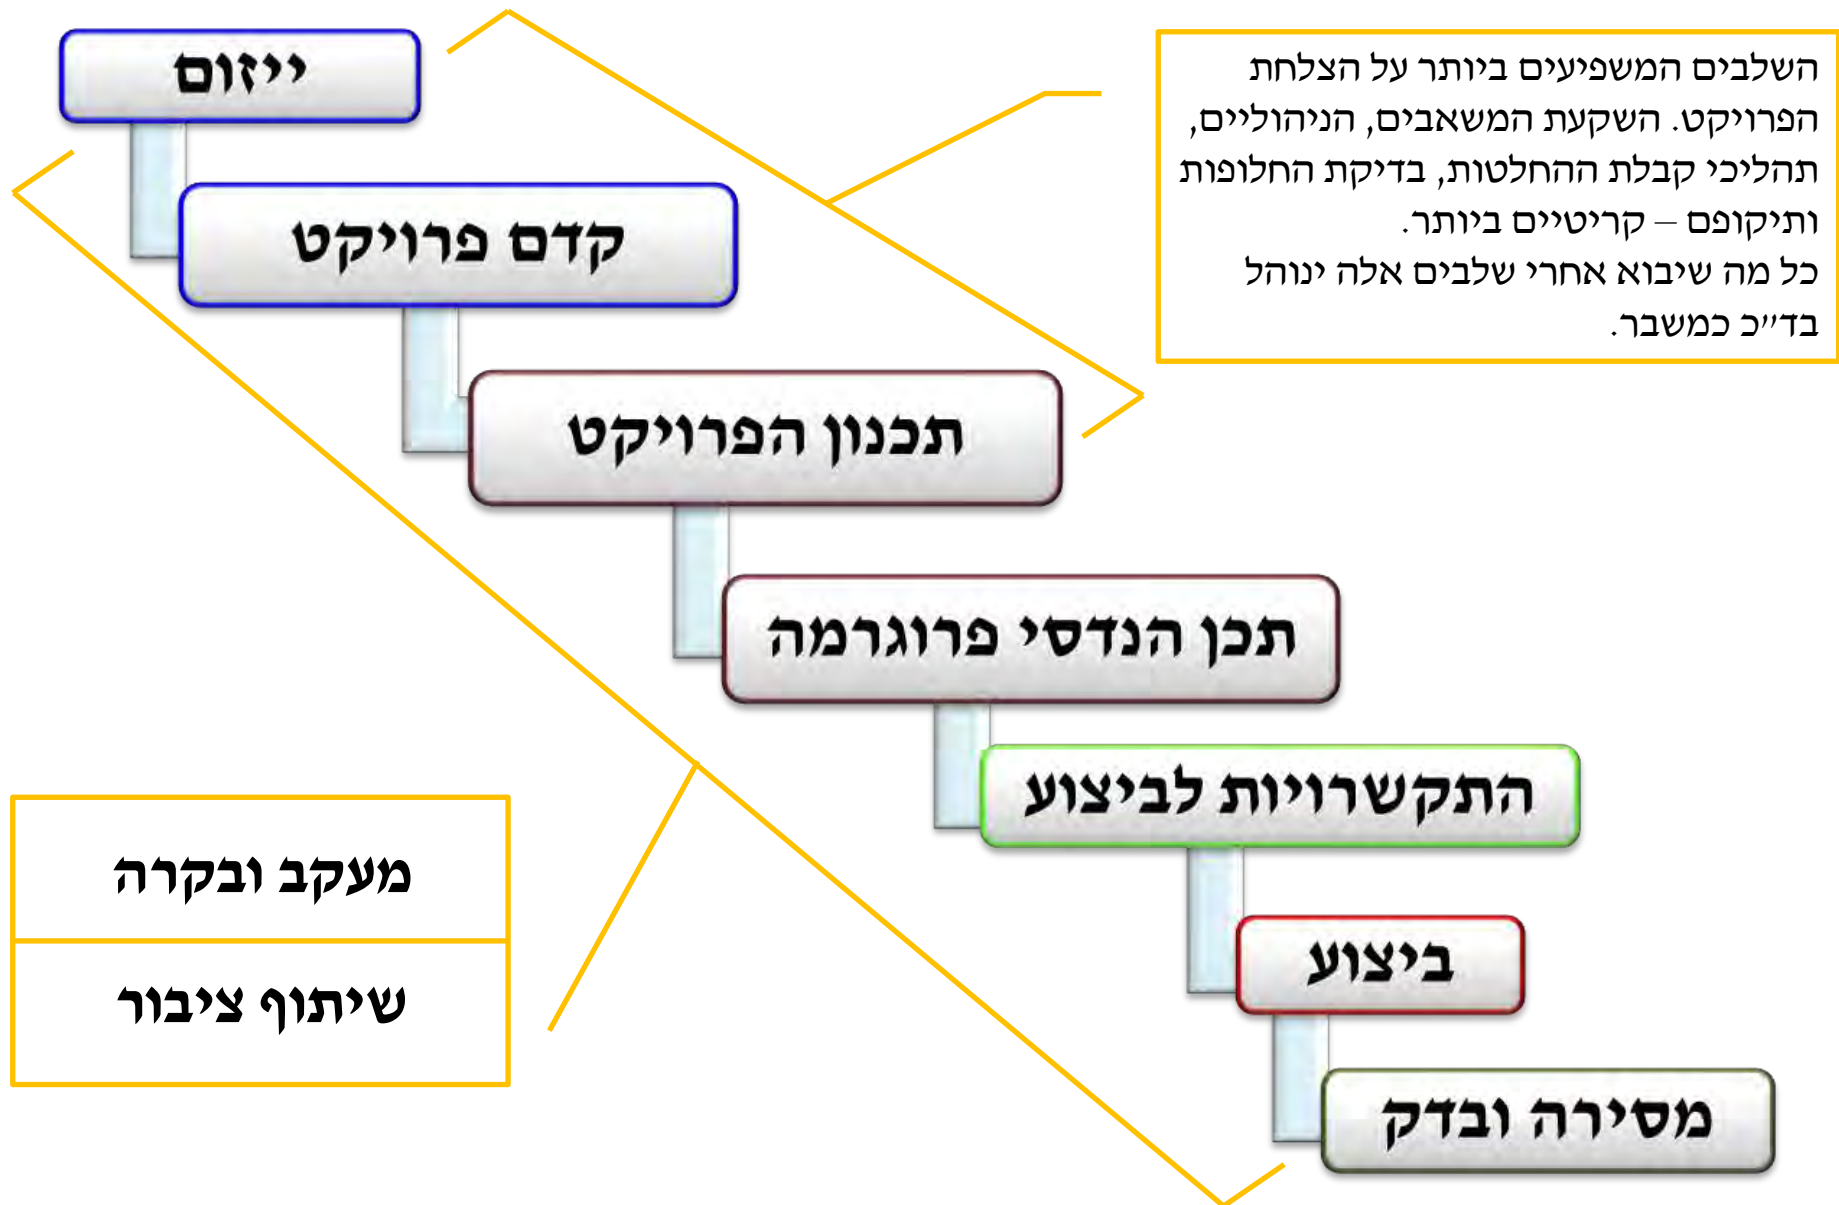 ייזום
השלבים המשפיעים ביותר על הצלחת
הפרויקט. השקעת המשאבים, הניהוליים,
תהליכי קבלת ההחלטות, בדיקת החלופות
ותיקופם – קריטיים ביותר.
כל מה שיבוא אחרי שלבים אלה ינוהל
בד״כ כמשבר.
קדם פרויקט
תכנון הפרויקט
תכן הנדסי פרוגרמה
התקשרויות לביצוע
ביצוע
מסירה ובדק
מעקב ובקרה
שיתוף ציבור